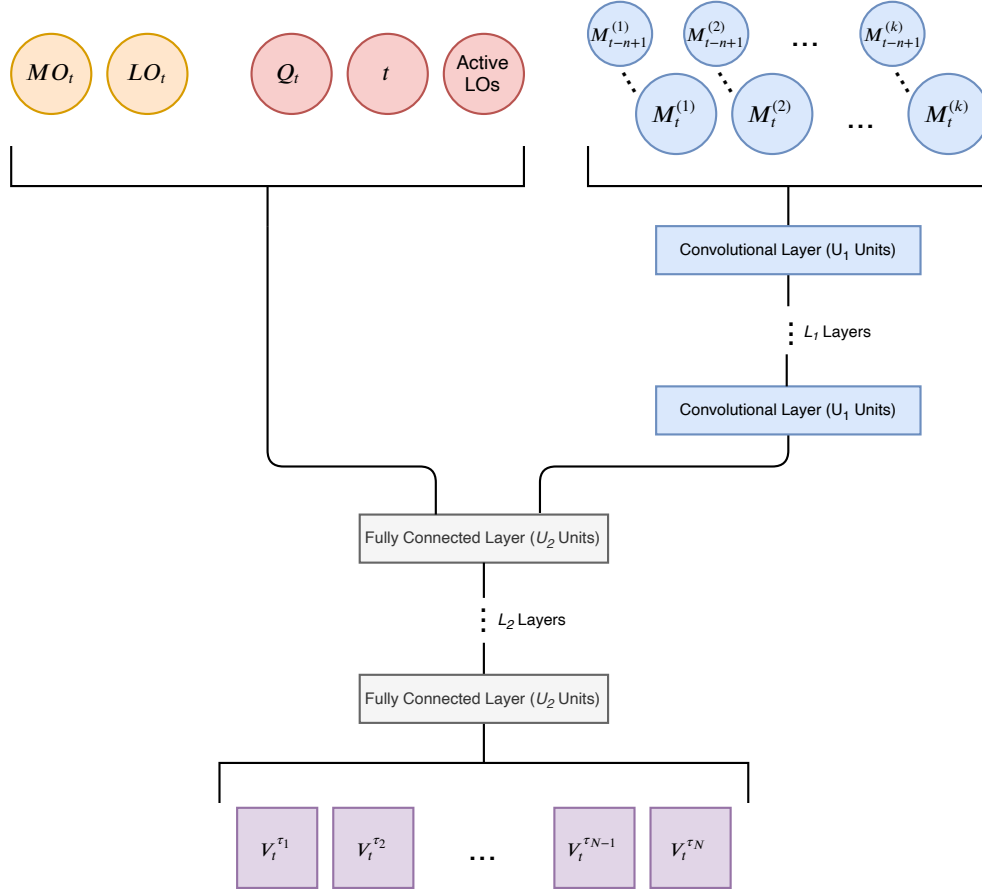 MO_t LO_t Q_t t Active LOs
M_{t-n+1}^{(1)} M_{t-n+1}^{(2)} ... M_{t-n+1}^{(k)}
M_t^{(1)} M_t^{(2)} ... M_t^{(k)}
Convolutional Layer (U_1 Units)
L_1 Layers
Convolutional Layer (U_1 Units)
Fully Connected Layer (U_2 Units)
L_2 Layers
Fully Connected Layer (U_2 Units)
V_t^{τ_1} V_t^{τ_2} ... V_t^{τ_{N-1}} V_t^{τ_N}